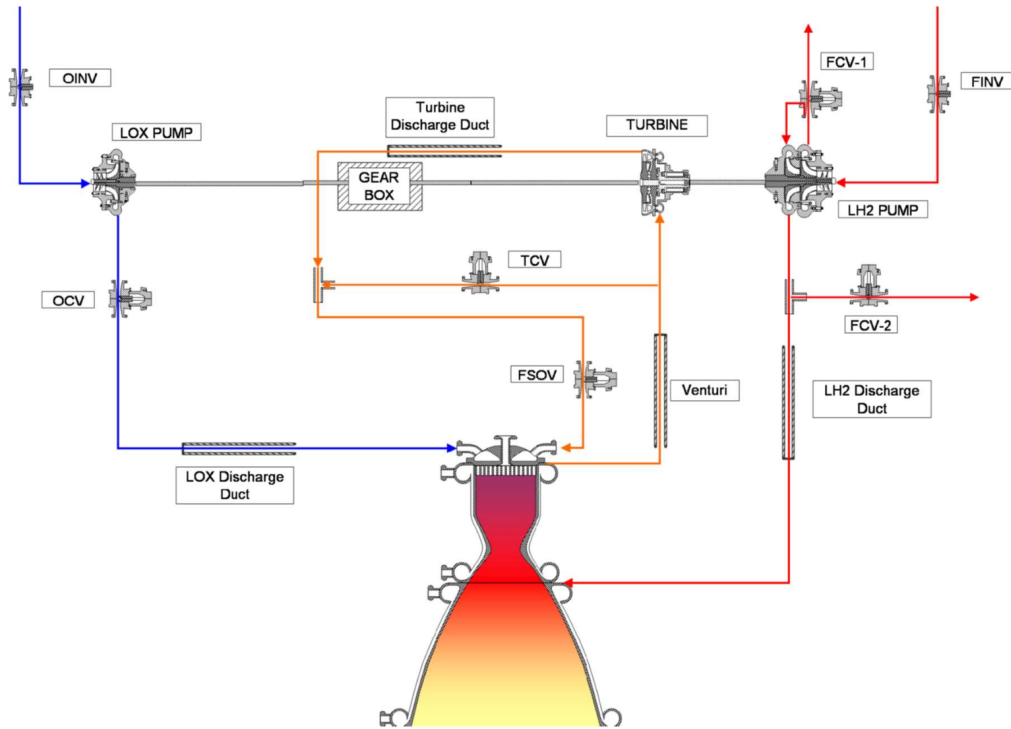 OINV
FCV-1
FINV
LOX PUMP
Turbine
Discharge Duct
TURBINE
GEAR
BOX
LH2 PUMP
TCV
OCV
FCV-2
FSOV
Venturi
LH2 Discharge
Duct
LOX Discharge
Duct